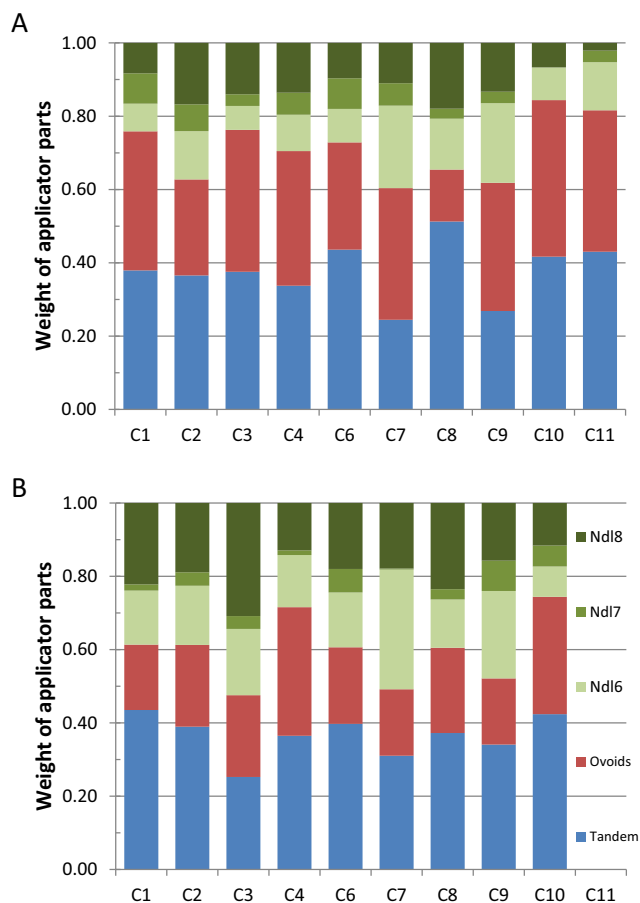 A
Weight of applicator parts
1.00
0.80
0.60
0.40
0.20
0.00
C1 C2 C3 C4 C6 C7 C8 C9 C10 C11
B
Weight of applicator parts
1.00
0.80
0.60
0.40
0.20
0.00
C1 C2 C3 C4 C6 C7 C8 C9 C10 C11
Ndl8
Ndl7
Ndl6
Ovoids
Tandem